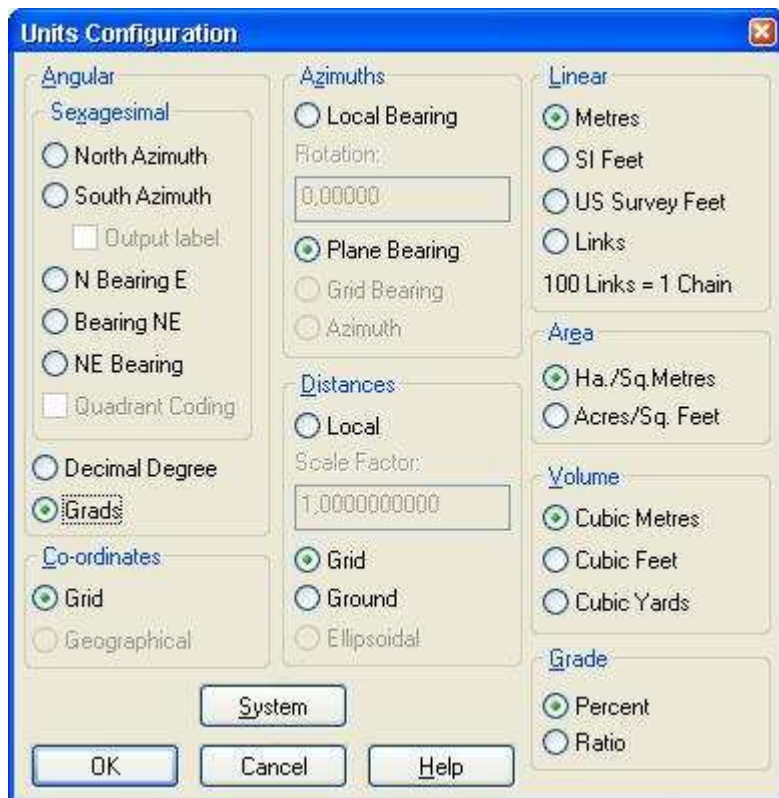 Units Configuration
Angular
Sexagesimal
North Azimuth
South Azimuth
Output label
N Bearing E
Bearing NE
NE Bearing
Quadrant Coding
Decimal Degree
Grads
Co-ordinates
Grid
Geographical
Azimuths
Local Bearing
Rotation:
0,00000
Plane Bearing
Grid Bearing
Azimuth
Distances
Local
Scale Factor:
1,0000000000
Grid
Ground
Ellipsoidal
Linear
Metres
SI Feet
US Survey Feet
Links
100 Links = 1 Chain
Area
Ha./Sq.Metres
Acres/Sq. Feet
Volume
Cubic Metres
Cubic Feet
Cubic Yards
Grade
Percent
Ratio
System
OK
Cancel
Help